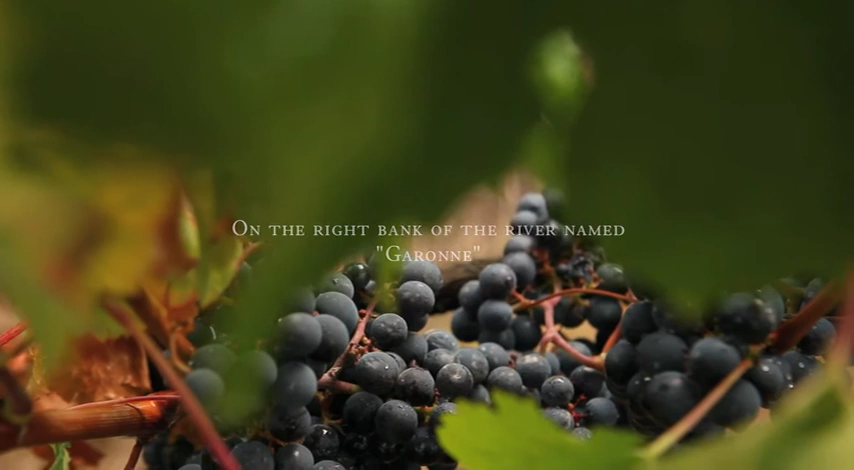 On the right bank of the river named
"Garonne"